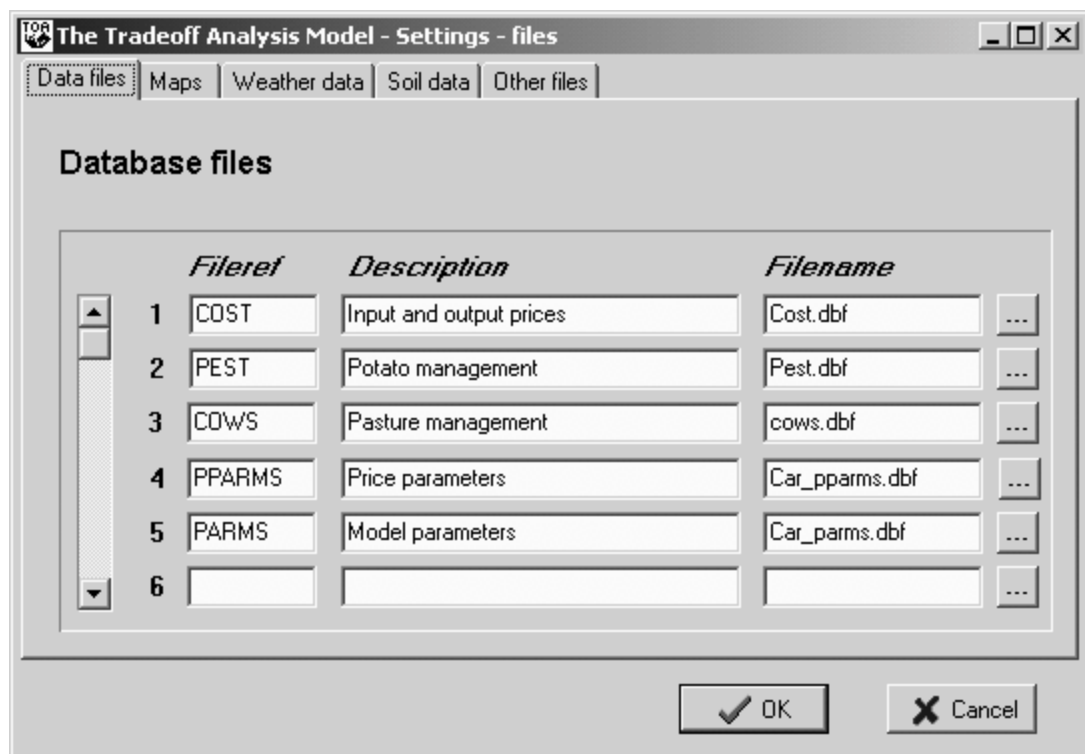 TOA The Tradeoff Analysis Model - Settings - files
Data files Maps Weather data Soil data Other files
Database files
Fileref Description Filename
1 COST Input and output prices Cost.dbf ...
2 PEST Potato management Pest.dbf ...
3 COWS Pasture management cows.dbf ...
4 PPARMS Price parameters Car_pparms.dbf ...
5 PARMS Model parameters Car_parms.dbf ...
6 ...
OK Cancel